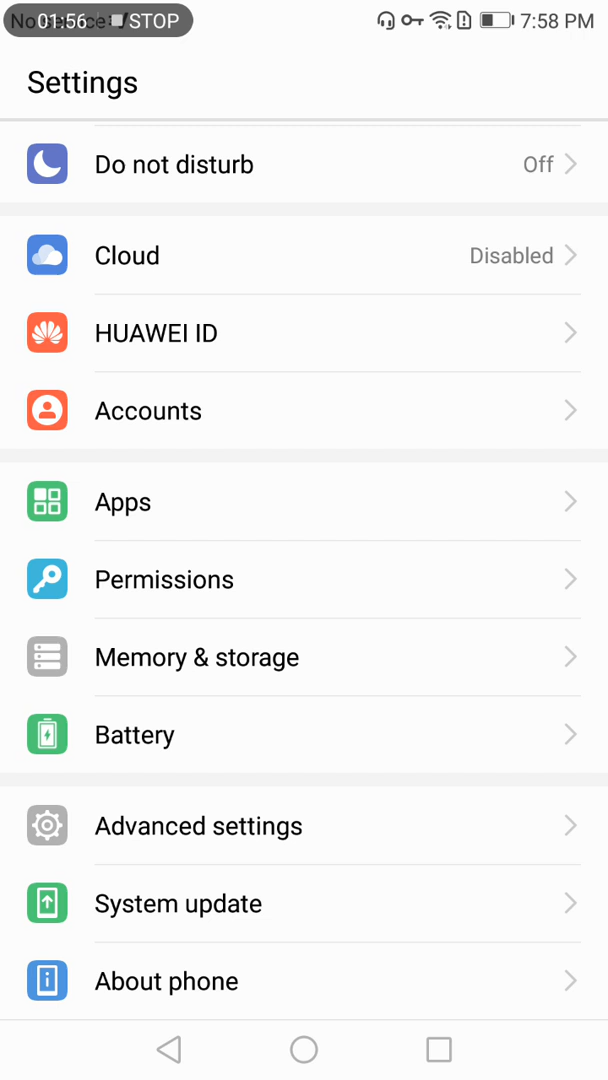 01:56 STOP
7:58 PM
Settings
Do not disturb Off
Cloud Disabled
HUAWEI ID
Accounts
Apps
Permissions
Memory & storage
Battery
Advanced settings
System update
About phone